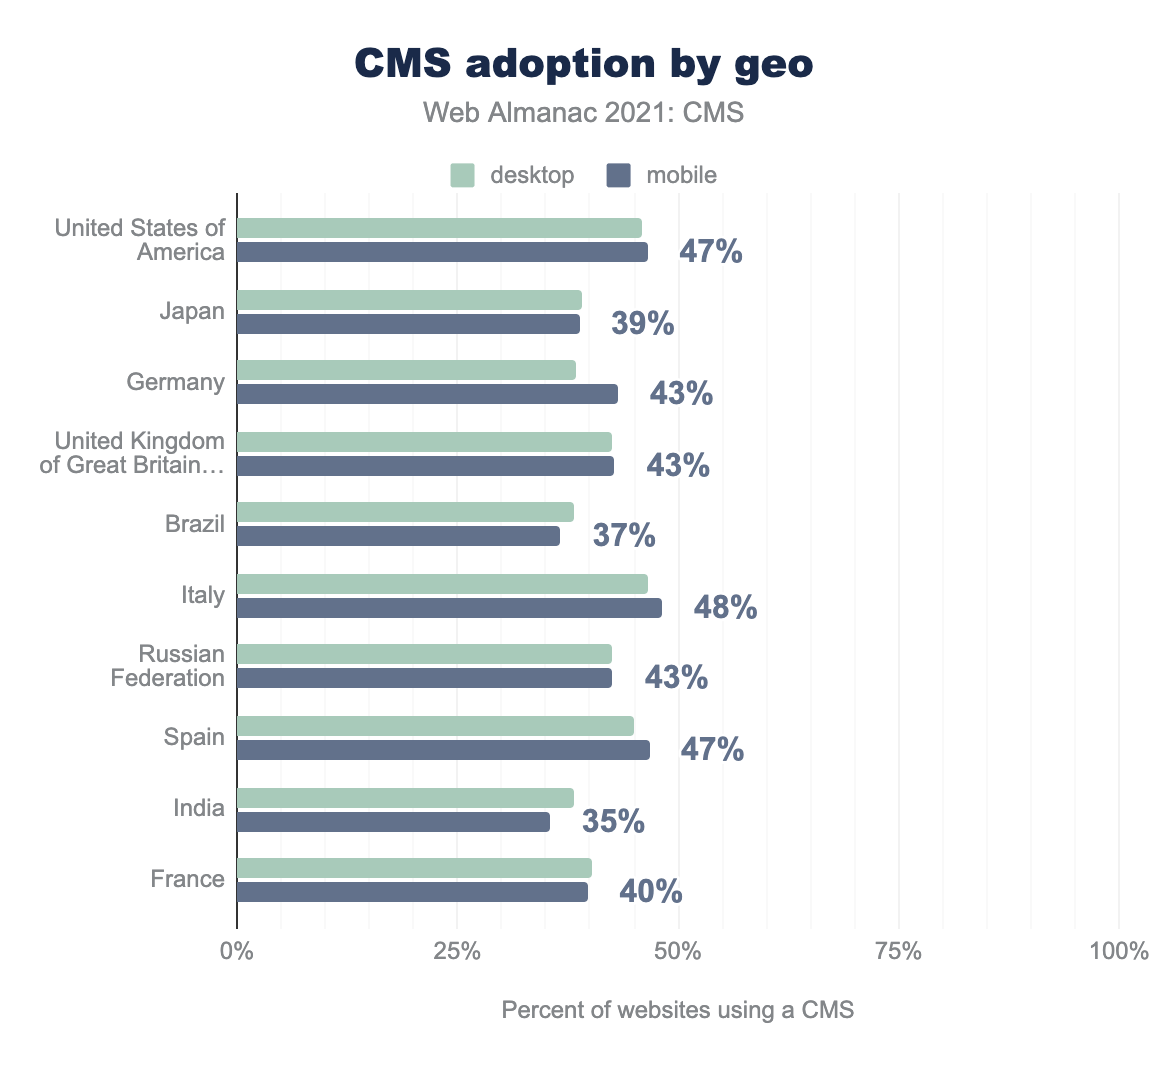 CMS adoption by geo
Web Almanac 2021: CMS
desktop
mobile
United States of
America
47%
Japan
39%
Germany
43%
United Kingdom
of Great Britain…
43%
Brazil
37%
Italy
48%
Russian
Federation
43%
Spain
47%
India
35%
France
40%
0%
25%
50%
75%
100%
Percent of websites using a CMS